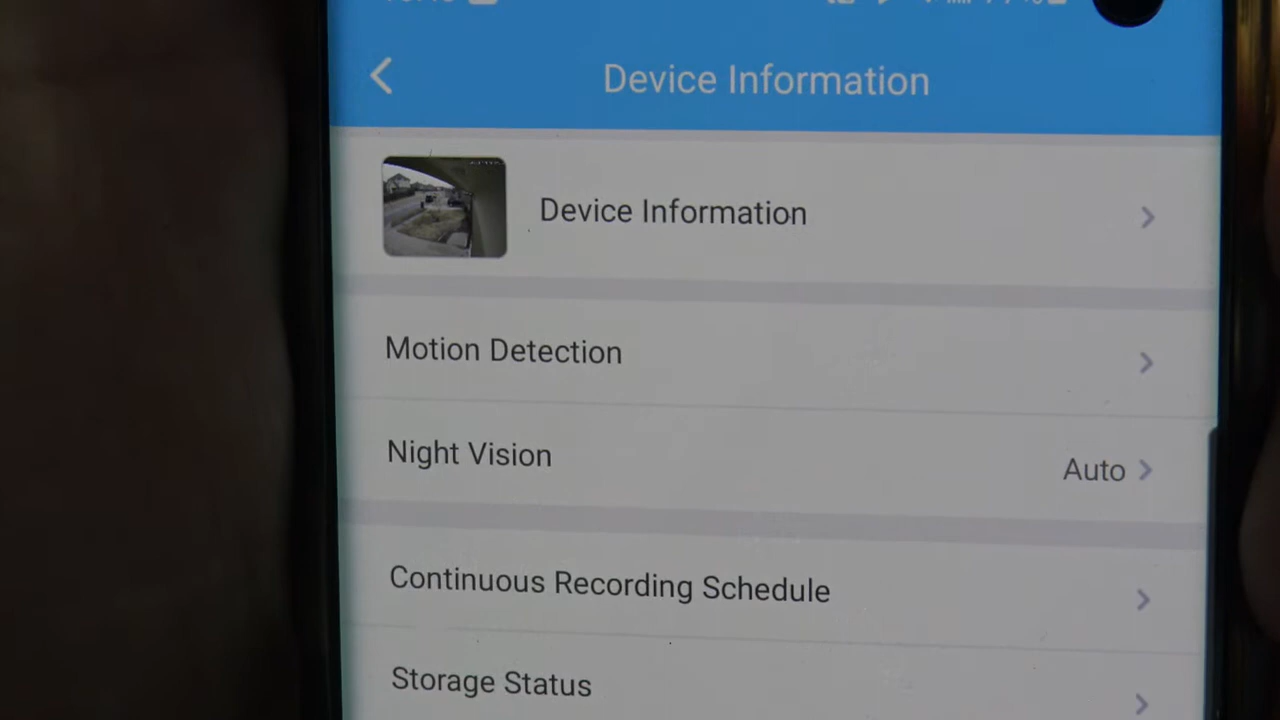 Device Information
Device Information
Motion Detection
Night Vision
Auto
Continuous Recording Schedule
Storage Status